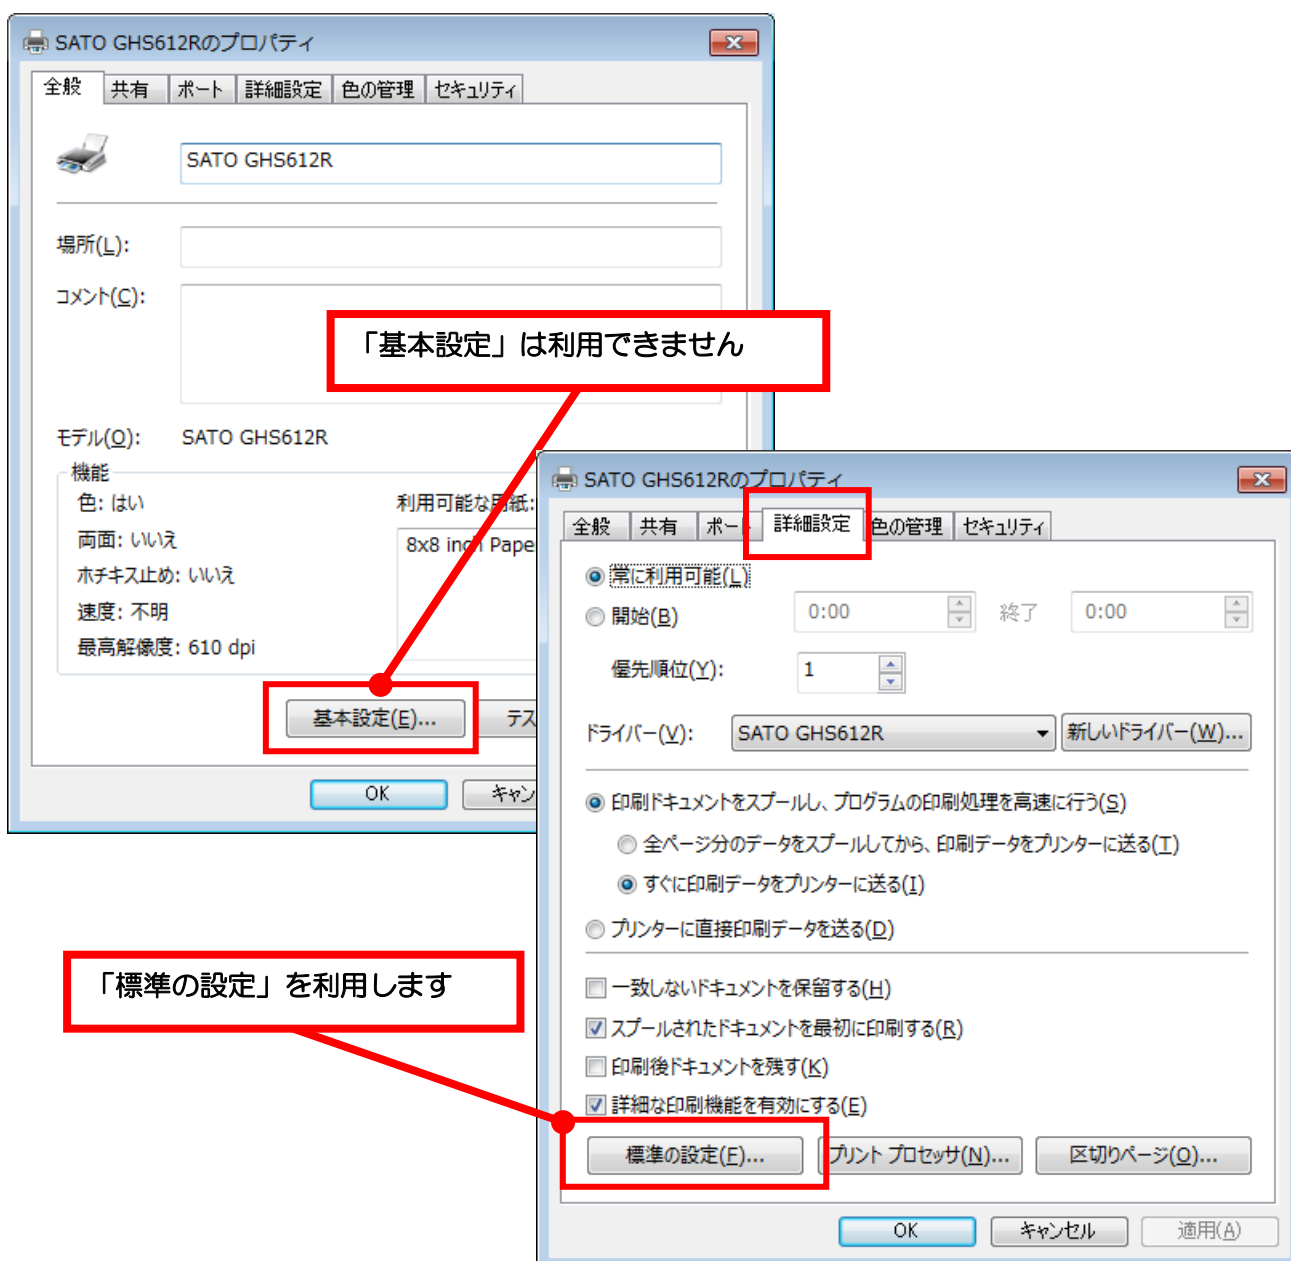 SATO GHS612Rのプロパティ
全般 共有 ポート 詳細設定 色の管理 セキュリティ
SATO GHS612R
場所(L):
コメント(C):
「基本設定」は利用できません
モデル(O): SATO GHS612R
機能
色: はい 利用可能な用紙:
両面: いいえ 8x8 inch Pape
ホチキス止め: いいえ
速度: 不明
最高解像度: 610 dpi
基本設定(E)... テス
OK キャン
SATO GHS612Rのプロパティ
全般 共有 ポート 詳細設定 色の管理 セキュリティ
常に利用可能(L)
開始(B) 0:00 終了 0:00
優先順位(Y): 1
ドライバー(V): SATO GHS612R 新しいドライバー(W)...
印刷ドキュメントをスプールし、プログラムの印刷処理を高速に行う(S)
全ページ分のデータをスプールしてから、印刷データをプリンターに送る(T)
すぐに印刷データをプリンターに送る(I)
プリンターに直接印刷データを送る(D)
「標準の設定」を利用します
一致しないドキュメントを保留する(H)
スプールされたドキュメントを最初に印刷する(R)
印刷後ドキュメントを残す(K)
詳細な印刷機能を有効にする(E)
標準の設定(F)... プリント プロセッサ(N)... 区切りページ(O)...
OK キャンセル 適用(A)